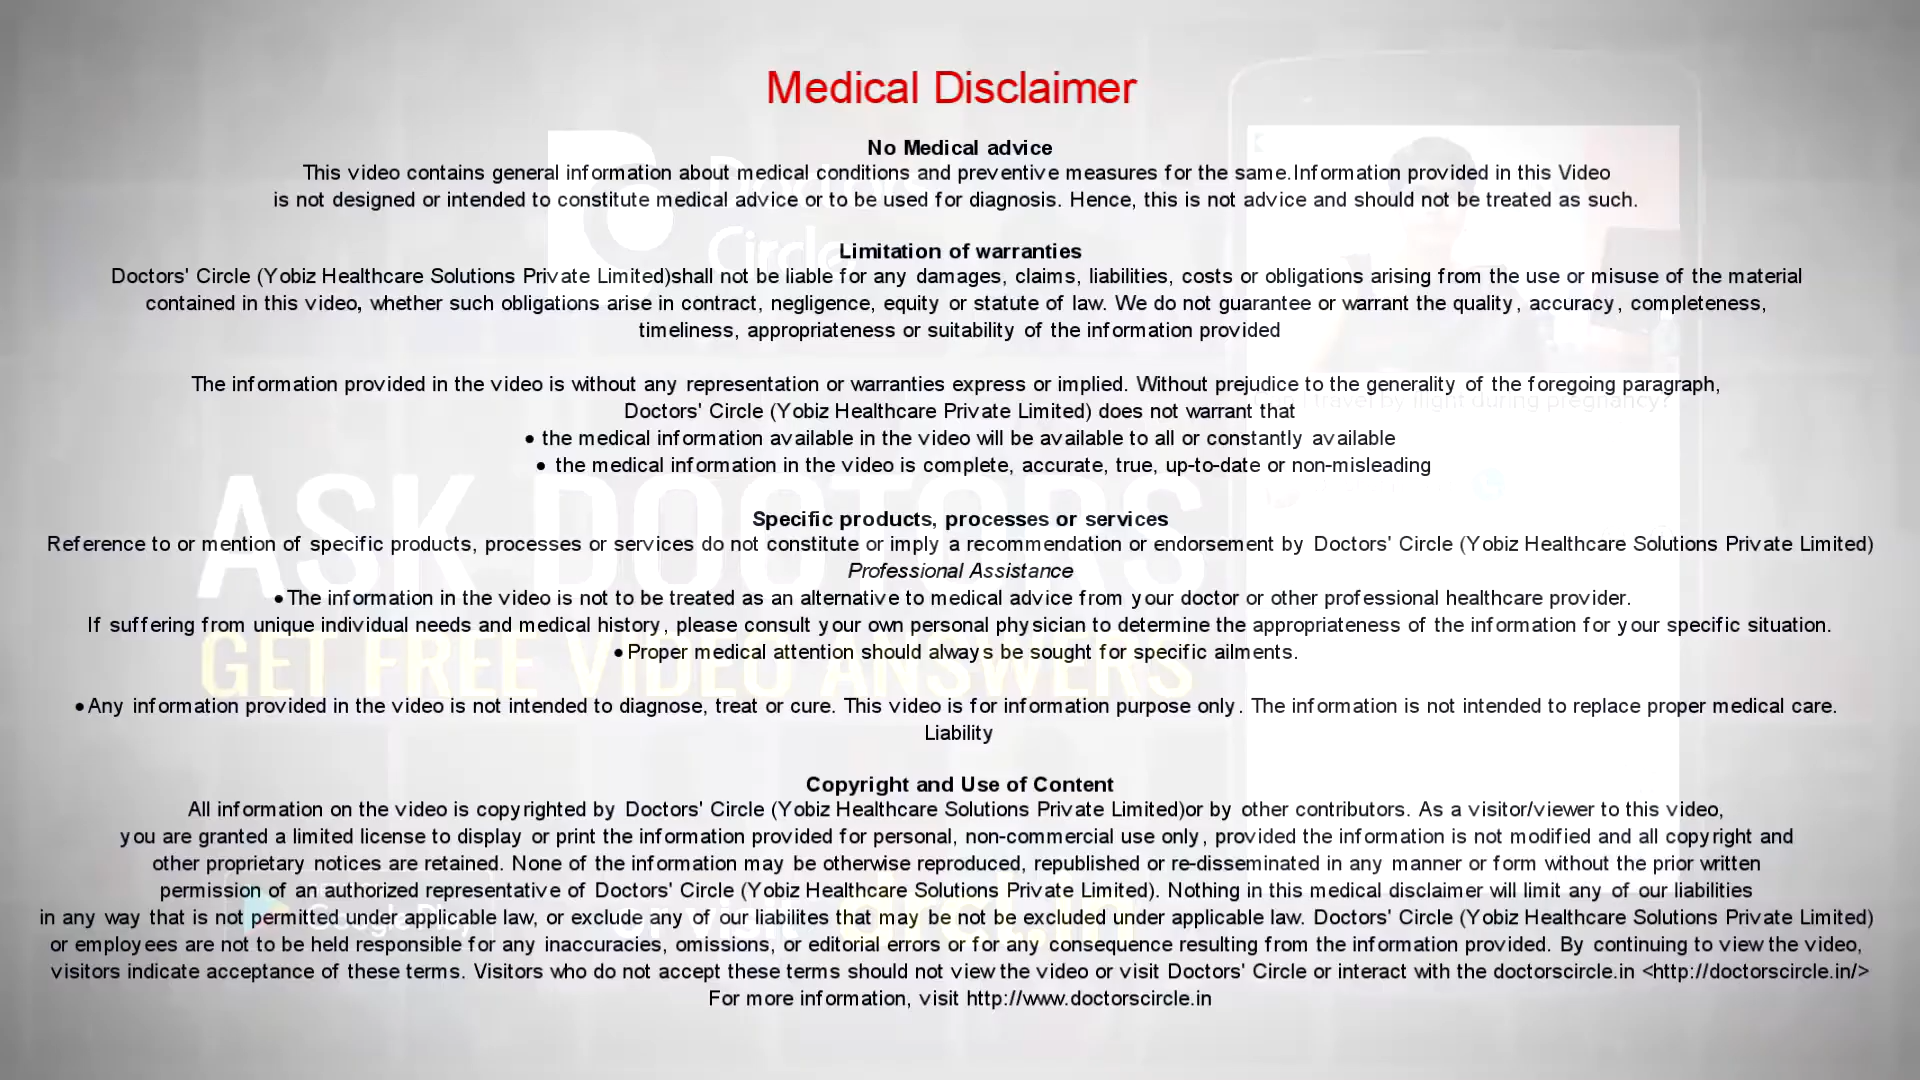 Medical Disclaimer
No Medical advice
This video contains general information about medical conditions and preventive measures for the same.Information provided in this Video
is not designed or intended to constitute medical advice or to be used for diagnosis. Hence, this is not advice and should not be treated as such.
Doctors'
Circle
Limitation of warranties
Doctors' Circle (Yobiz Healthcare Solutions Private Limited)shall not be liable for any damages, claims, liabilities, costs or obligations arising from the use or misuse of the material
contained in this video, whether such obligations arise in contract, negligence, equity or statute of law. We do not guarantee or warrant the quality, accuracy, completeness,
timeliness, appropriateness or suitability of the information provided
The information provided in the video is without any representation or warranties express or implied. Without prejudice to the generality of the foregoing paragraph,
Can I travel by flight during pregnancy?
Doctors' Circle (Yobiz Healthcare Private Limited) does not warrant that
• the medical information available in the video will be available to all or constantly available
• the medical information in the video is complete, accurate, true, up-to-date or non-misleading
ASK DOCTORS
Specific products, processes or services
Reference to or mention of specific products, processes or services do not constitute or imply a recommendation or endorsement by Doctors' Circle (Yobiz Healthcare Solutions Private Limited)
Professional Assistance
•The information in the video is not to be treated as an alternative to medical advice from your doctor or other professional healthcare provider.
If suffering from unique individual needs and medical history, please consult your own personal physician to determine the appropriateness of the information for your specific situation.
•Proper medical attention should always be sought for specific ailments.
GET FREE VIDEO ANSWERS
•Any information provided in the video is not intended to diagnose, treat or cure. This video is for information purpose only. The information is not intended to replace proper medical care.
Liability
Copyright and Use of Content
All information on the video is copyrighted by Doctors' Circle (Yobiz Healthcare Solutions Private Limited)or by other contributors. As a visitor/viewer to this video,
you are granted a limited license to display or print the information provided for personal, non-commercial use only, provided the information is not modified and all copyright and
other proprietary notices are retained. None of the information may be otherwise reproduced, republished or re-disseminated in any manner or form without the prior written
permission of an authorized representative of Doctors' Circle (Yobiz Healthcare Solutions Private Limited). Nothing in this medical disclaimer will limit any of our liabilities
in any way that is not permitted under applicable law, or exclude any of our liabilites that may be not be excluded under applicable law. Doctors' Circle (Yobiz Healthcare Solutions Private Limited)
Google Play
or visit drcl.in
or employees are not to be held responsible for any inaccuracies, omissions, or editorial errors or for any consequence resulting from the information provided. By continuing to view the video,
visitors indicate acceptance of these terms. Visitors who do not accept these terms should not view the video or visit Doctors' Circle or interact with the doctorscircle.in <http://doctorscircle.in/>
For more information, visit http://www.doctorscircle.in